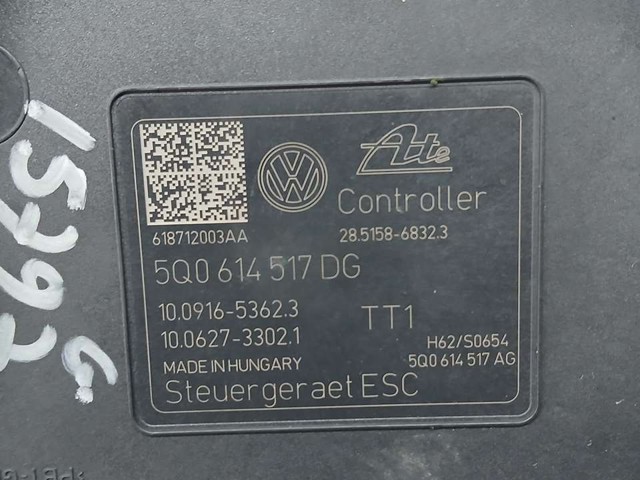 Ate
Controller
618712003AA
28.5158-6832.3
5Q0 614 517 DG
10.0916-5362.3
TT1
10.0627-3302.1
H62/S0654
MADE IN HUNGARY
5Q0 614 517 AG
Steuergeraet ESC